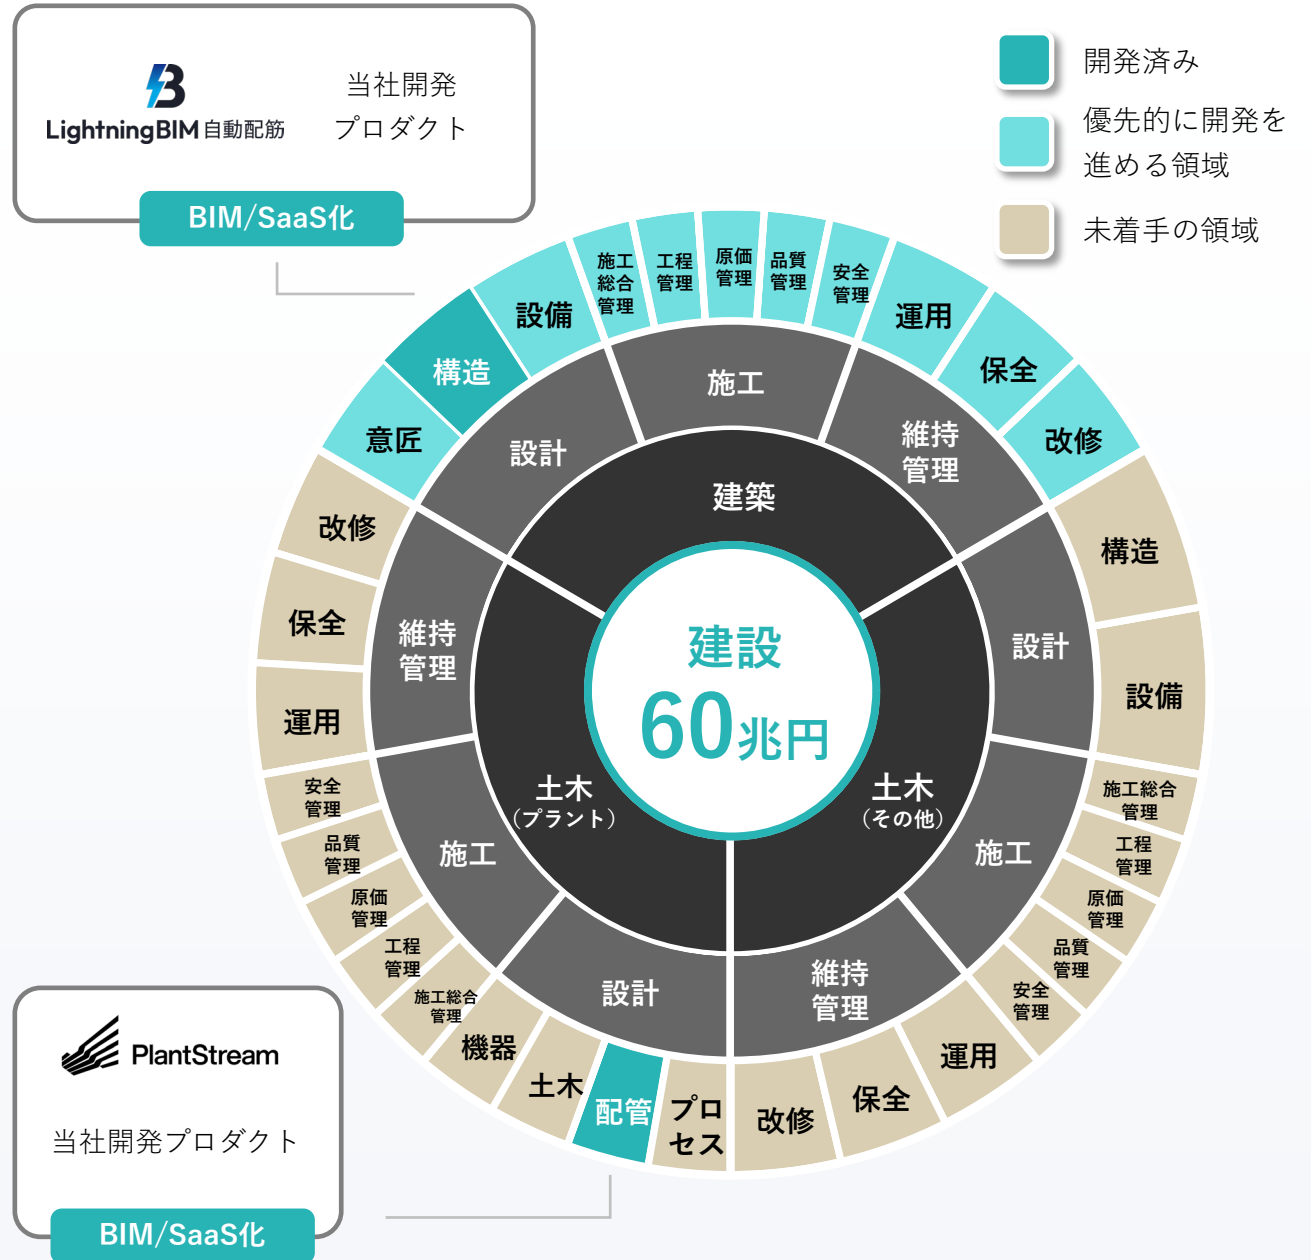 LightningBIM 自動配筋
当社開発
プロダクト
BIM/SaaS化
開発済み
優先的に開発を
進める領域
未着手の領域
建設
60兆円
建築
設計
意匠
構造
設備
施工
施工
総合
管理
工程
管理
原価
管理
品質
管理
安全
管理
維持
管理
運用
保全
改修
土木
（その他）
設計
構造
設備
施工
施工総合
管理
工程
管理
原価
管理
品質
管理
安全
管理
維持
管理
運用
保全
改修
土木
（プラント）
設計
プロ
セス
配管
土木
機器
施工
施工総合
管理
工程
管理
原価
管理
品質
管理
安全
管理
維持
管理
運用
保全
改修
PlantStream
当社開発プロダクト
BIM/SaaS化